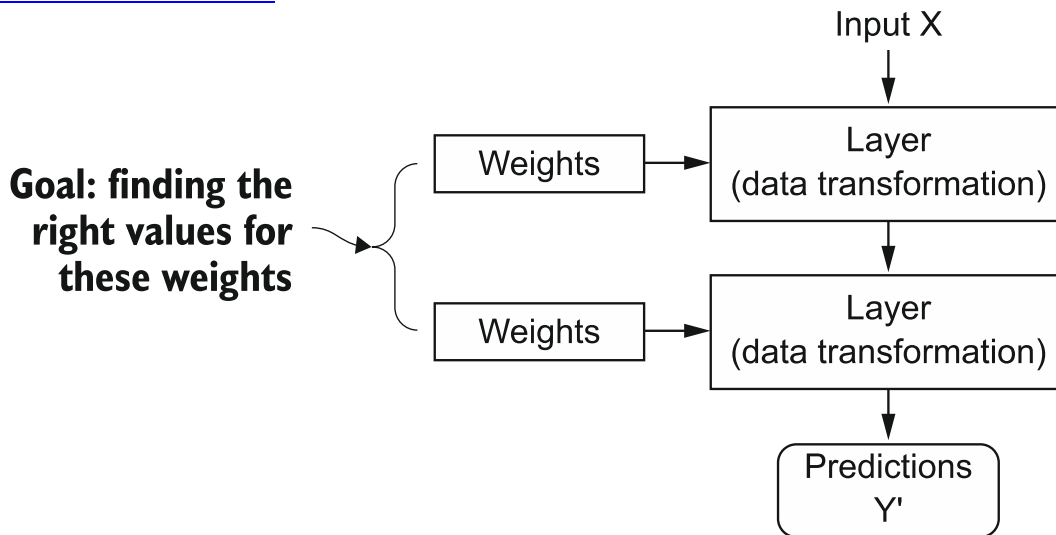 Input X
Weights
Layer
(data transformation)
Goal: finding the
right values for
these weights
Weights
Layer
(data transformation)
Predictions
Y'